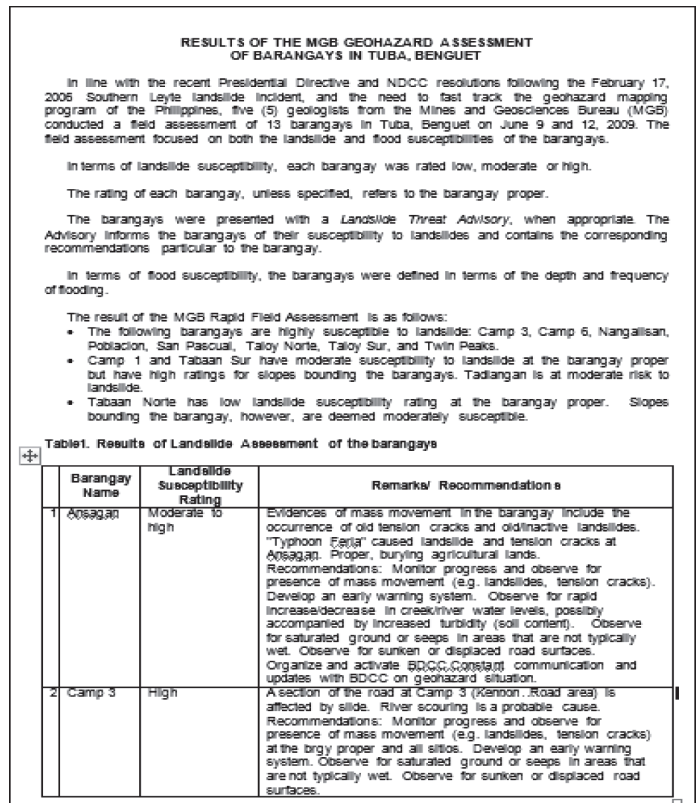 RESULTS OF THE MGB GEOHAZARD ASSESSMENT
OF BARANGAYS IN TUBA, BENGUET
In line with the recent Presidential Directive and NDCC resolutions following the February 17,
2006 Southern Leyte landslide incident, and the need to fast track the geohazard mapping
program of the Philippines, five (5) geologists from the Mines and Geosciences Bureau (MGB)
conducted a field assessment of 13 barangays in Tuba, Benguet on June 9 and 12, 2009. The
field assessment focused on both the landslide and flood susceptibilities of the barangays.
In terms of landslide susceptibility, each barangay was rated low, moderate or high.
The rating of each barangay, unless specified, refers to the barangay proper.
The barangays were presented with a Landslide Threat Advisory, when appropriate. The
Advisory informs the barangays of their susceptibility to landslides and contains the corresponding
recommendations particular to the barangay.
In terms of flood susceptibility, the barangays were defined in terms of the depth and frequency
of flooding.
The result of the MGB Rapid Field Assessment is as follows:
• The following barangays are highly susceptible to landslide: Camp 3, Camp 6, Nangalisan,
Poblacion, San Pascual, Taloy Norte, Taloy Sur, and Twin Peaks.
• Camp 1 and Tabaan Sur have moderate susceptibility to landslide at the barangay proper
but have high ratings for slopes bounding the barangays. Tadiangan is at moderate risk to
landslide.
• Tabaan Norte has low landslide susceptibility rating at the barangay proper. Slopes
bounding the barangay, however, are deemed moderately susceptible.
Table1. Results of Landslide Assessment of the barangays
Barangay
Name
Landslide
Susceptibility
Rating
Remarks/ Recommendations
1 Ansagan
Moderate to
high
Evidences of mass movement in the barangay include the
occurrence of old tension cracks and old/inactive landslides.
"Typhoon Feria" caused landslide and tension cracks at
Ansagan. Proper, burying agricultural lands.
Recommendations: Monitor progress and observe for
presence of mass movement (e.g. landslides, tension cracks).
Develop an early warning system. Observe for rapid
increase/decrease in creek/river water levels, possibly
accompanied by increased turbidity (soil content). Observe
for saturated ground or seeps in areas that are not typically
wet. Observe for sunken or displaced road surfaces.
Organize and activate BDCC.Constant communication and
updates with BDCC on geohazard situation.
2 Camp 3
High
A section of the road at Camp 3 (Kennon..Road area) is
affected by slide. River scouring is a probable cause.
Recommendations: Monitor progress and observe for
presence of mass movement (e.g. landslides, tension cracks)
at the brgy proper and all sitios. Develop an early warning
system. Observe for saturated ground or seeps in areas that
are not typically wet. Observe for sunken or displaced road
surfaces.